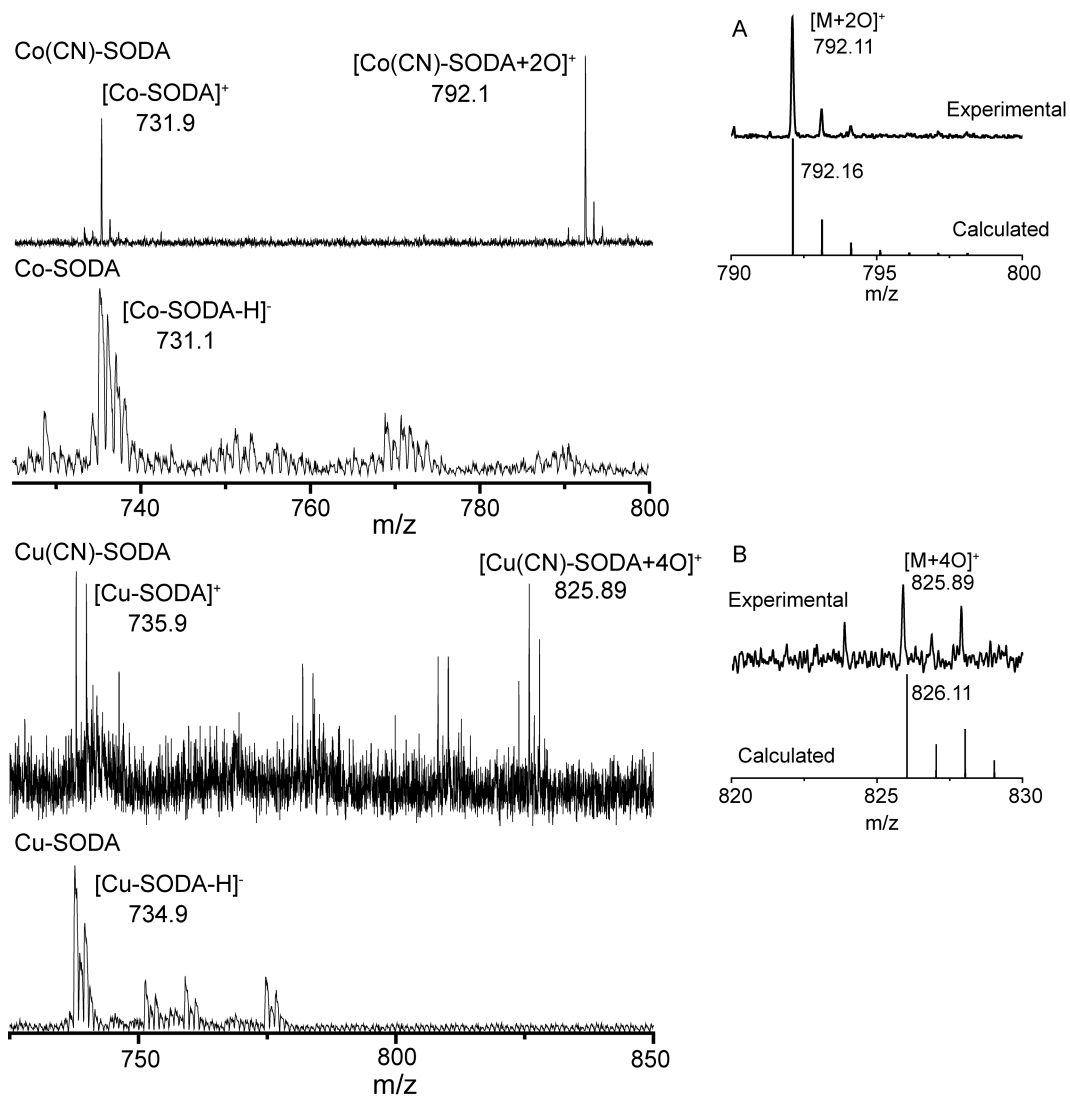 Co(CN)-SODA
[Co-SODA]⁺
731.9
[Co(CN)-SODA+2O]⁺
792.1
Co-SODA
[Co-SODA-H]⁻
731.1
740 760 780 800
m/z
A
[M+2O]⁺
792.11
Experimental
792.16
Calculated
790 795 800
m/z
Cu(CN)-SODA
[Cu-SODA]⁺
735.9
[Cu(CN)-SODA+4O]⁺
825.89
Cu-SODA
[Cu-SODA-H]⁻
734.9
750 800 850
m/z
B
[M+4O]⁺
825.89
Experimental
826.11
Calculated
820 825 830
m/z